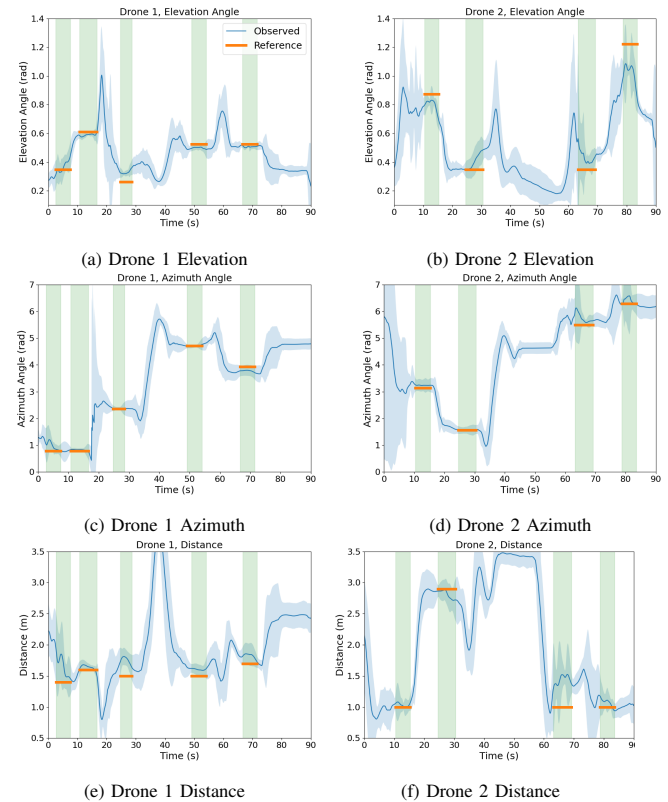 Drone 1, Elevation Angle
1.4
1.2
1.0
0.8
0.6
0.4
0.2
Elevation Angle (rad)
Observed
Reference
0 10 20 30 40 50 60 70 80 90
Time (s)
(a) Drone 1 Elevation
Drone 2, Elevation Angle
1.4
1.2
1.0
0.8
0.6
0.4
0.2
Elevation Angle (rad)
0 10 20 30 40 50 60 70 80 90
Time (s)
(b) Drone 2 Elevation
Drone 1, Azimuth Angle
7
6
5
4
3
2
1
0
Azimuth Angle (rad)
0 10 20 30 40 50 60 70 80 90
Time (s)
(c) Drone 1 Azimuth
Drone 2, Azimuth Angle
7
6
5
4
3
2
1
0
Azimuth Angle (rad)
0 10 20 30 40 50 60 70 80 90
Time (s)
(d) Drone 2 Azimuth
Drone 1, Distance
3.5
3.0
2.5
2.0
1.5
1.0
0.5
Distance (m)
0 10 20 30 40 50 60 70 80 90
Time (s)
(e) Drone 1 Distance
Drone 2, Distance
3.5
3.0
2.5
2.0
1.5
1.0
0.5
Distance (m)
0 10 20 30 40 50 60 70 80
Time (s)
(f) Drone 2 Distance